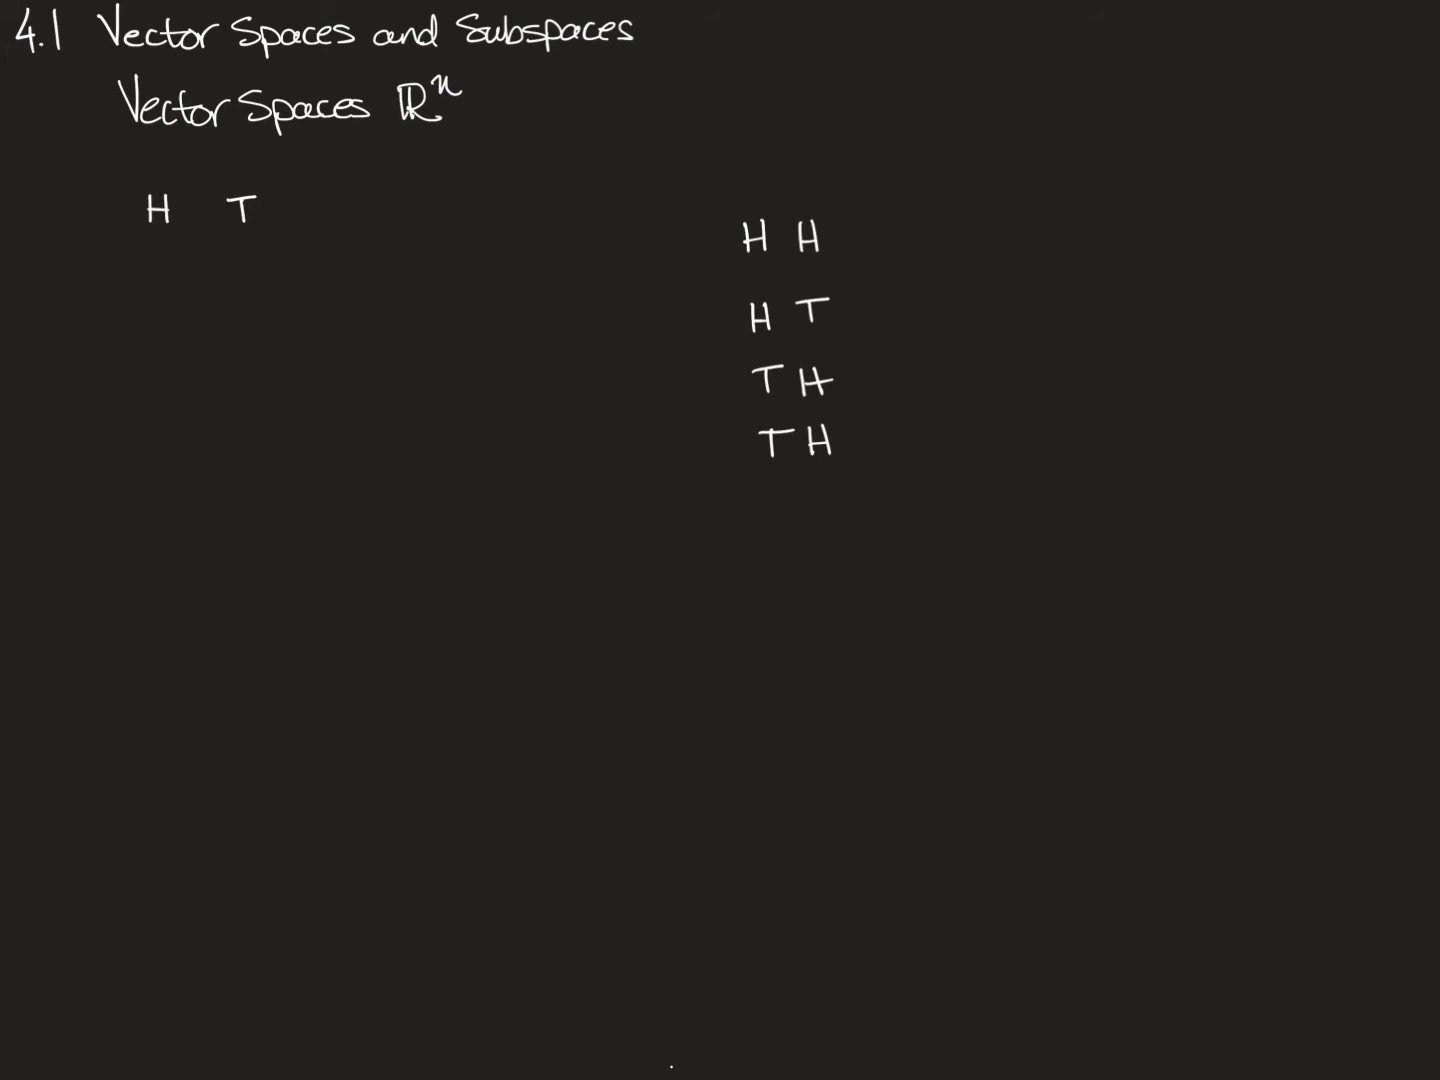 4.1 Vector Spaces and Subspaces
Vector Spaces ℝⁿ
H T
H H
H T
T H
T H